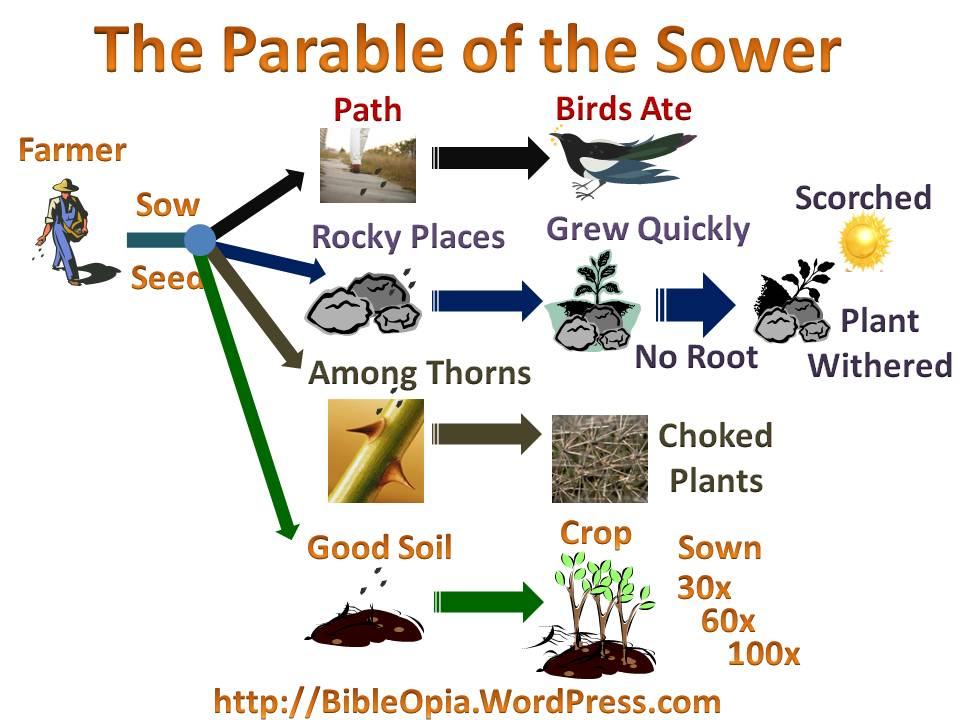 The Parable of the Sower
Farmer
Sow
Seed
Path
Birds Ate
Rocky Places
Grew Quickly
No Root
Scorched
Plant
Withered
Among Thorns
Choked
Plants
Good Soil
Crop
Sown
30x
60x
100x
http://BibleOpia.WordPress.com